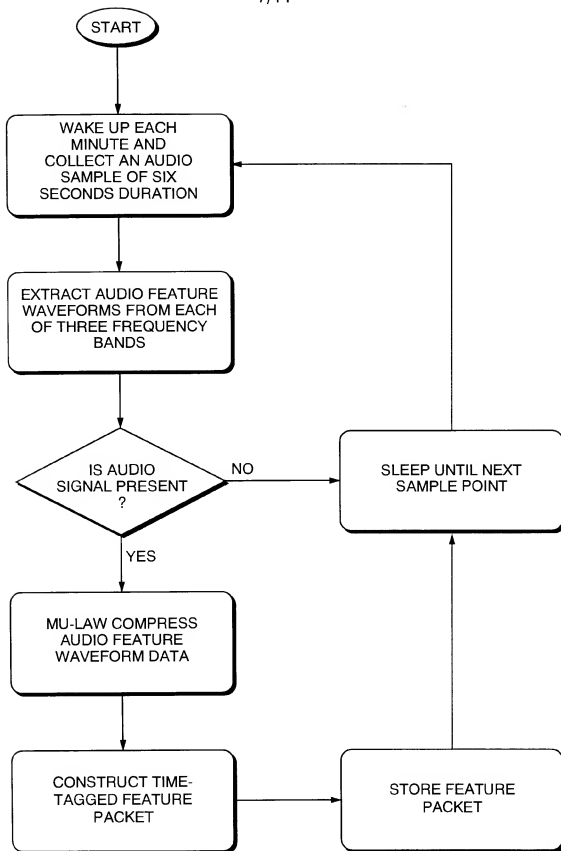 START
WAKE UP EACH
MINUTE AND
COLLECT AN AUDIO
SAMPLE OF SIX
SECONDS DURATION
EXTRACT AUDIO FEATURE
WAVEFORMS FROM EACH
OF THREE FREQUENCY
BANDS
IS AUDIO
SIGNAL PRESENT
?
NO
SLEEP UNTIL NEXT
SAMPLE POINT
YES
MU-LAW COMPRESS
AUDIO FEATURE
WAVEFORM DATA
CONSTRUCT TIME-
TAGGED FEATURE
PACKET
STORE FEATURE
PACKET